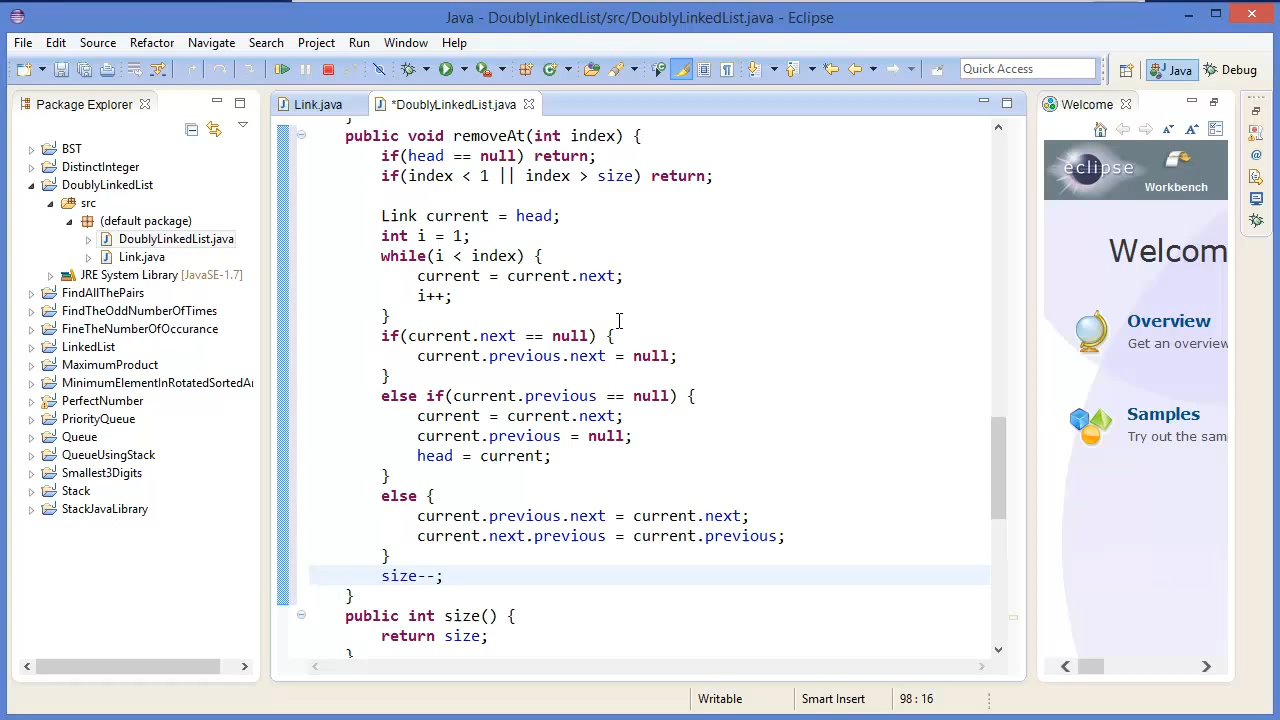 Java - DoublyLinkedList/src/DoublyLinkedList.java - Eclipse
File Edit Source Refactor Navigate Search Project Run Window Help
Quick Access
Java
Debug
Package Explorer
BST
DistinctInteger
DoublyLinkedList
src
(default package)
DoublyLinkedList.java
Link.java
JRE System Library [JavaSE-1.7]
FindAllThePairs
FindTheOddNumberOfTimes
FineTheNumberOfOccurance
LinkedList
MaximumProduct
MinimumElementInRotatedSortedAr
PerfectNumber
PriorityQueue
Queue
QueueUsingStack
Smallest3Digits
Stack
StackJavaLibrary
Link.java
*DoublyLinkedList.java
}
public void removeAt(int index) {
if(head == null) return;
if(index < 1 || index > size) return;
Link current = head;
int i = 1;
while(i < index) {
current = current.next;
i++;
}
if(current.next == null) {
current.previous.next = null;
}
else if(current.previous == null) {
current = current.next;
current.previous = null;
head = current;
}
else {
current.previous.next = current.next;
current.next.previous = current.previous;
}
size--;
}
public int size() {
return size;
}
Welcome
eclipse
Workbench
Welcom
Overview
Get an overview
Samples
Try out the sam
Writable
Smart Insert
98 : 16